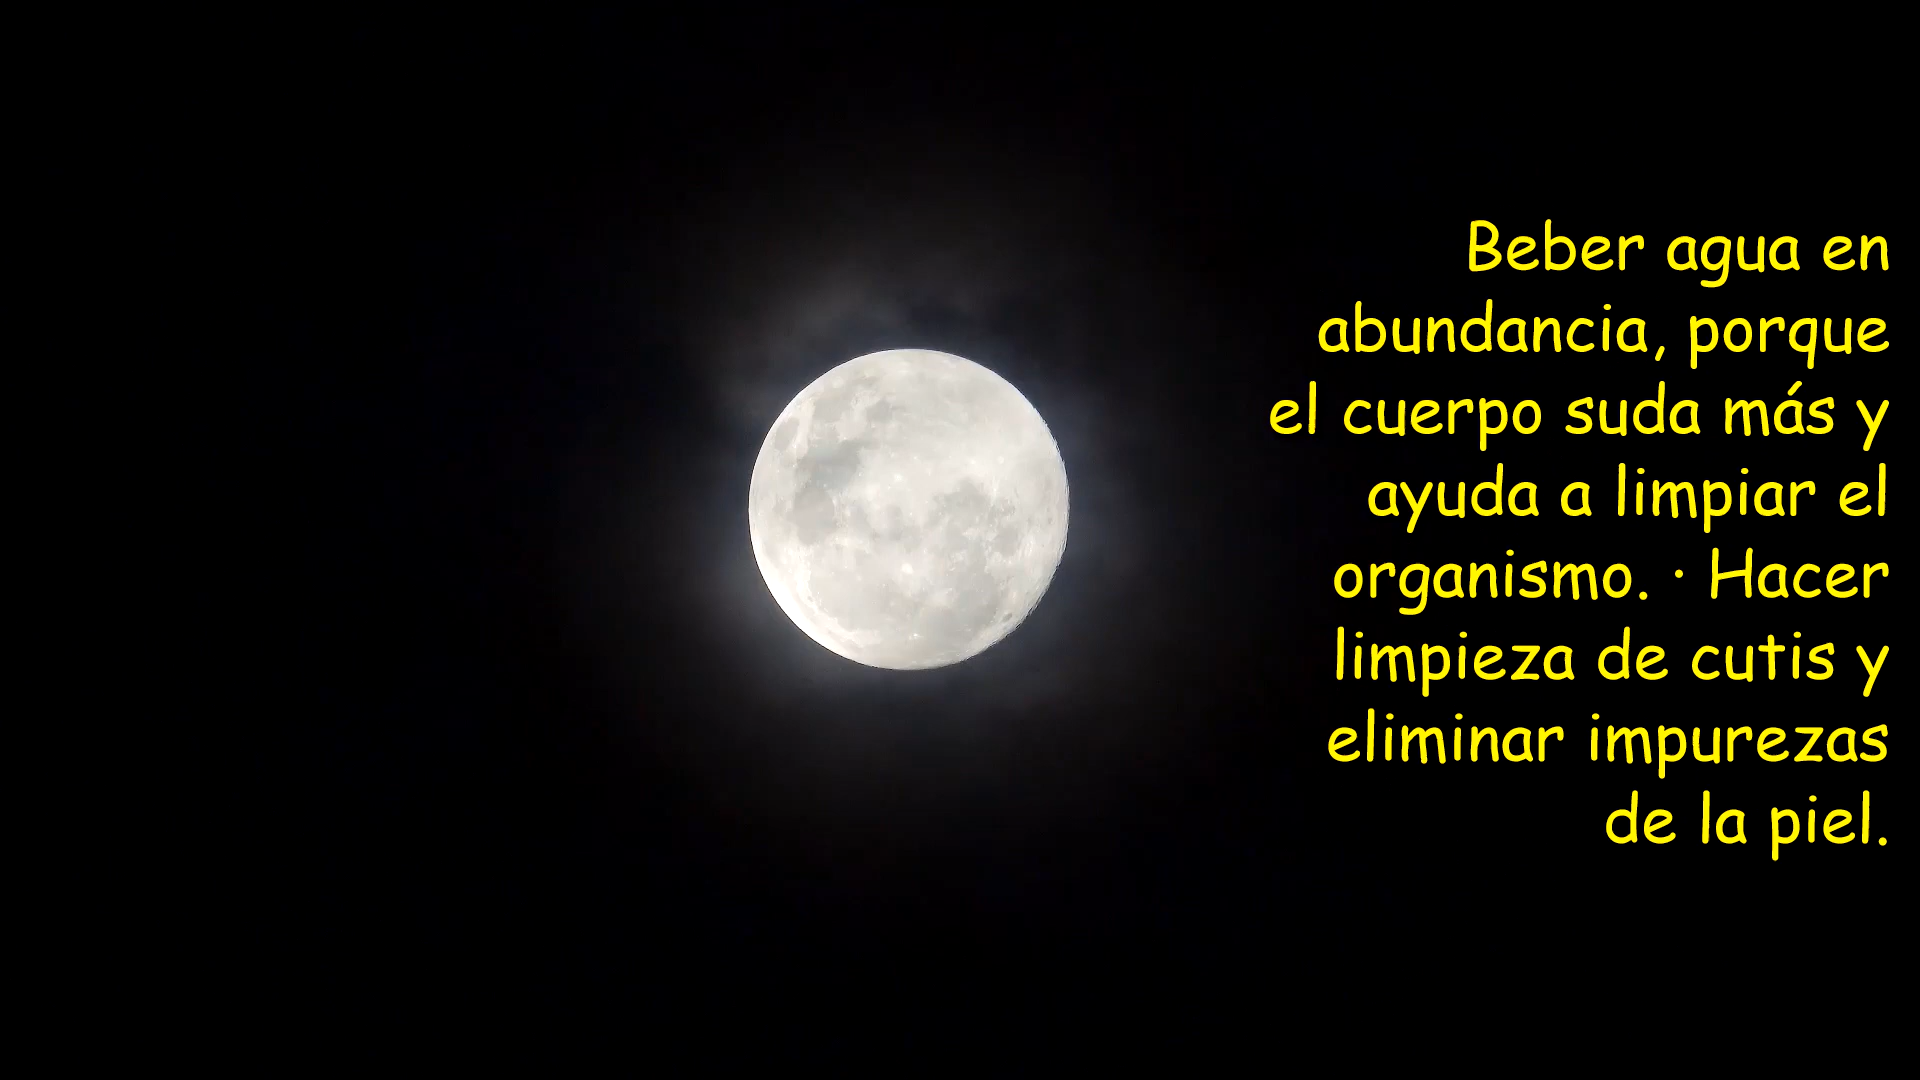 Beber agua en
abundancia, porque
el cuerpo suda más y
ayuda a limpiar el
organismo. · Hacer
limpieza de cutis y
eliminar impurezas
de la piel.